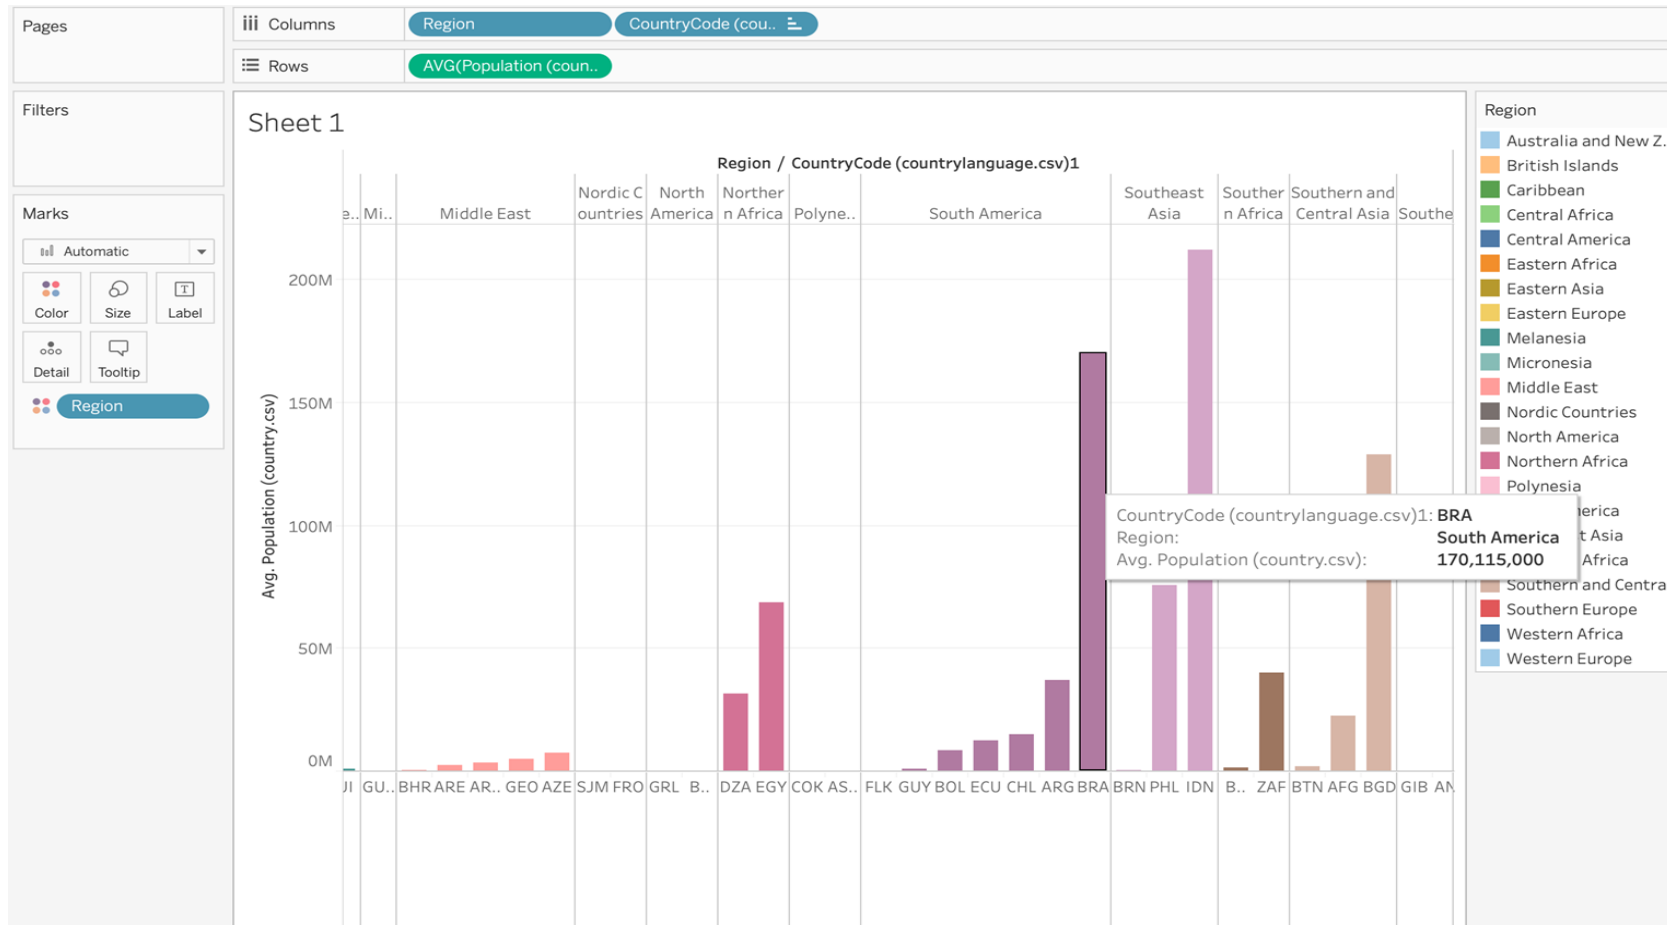 Pages
Columns
Region
CountryCode (cou..
Rows
AVG(Population (coun..
Filters
Marks
Automatic
Color
Size
Label
Detail
Tooltip
Region
Sheet 1
Region / CountryCode (countrylanguage.csv)1
e..
Mi..
Middle East
Nordic C
ountries
North
America
Norther
n Africa
Polyne..
South America
Southeast
Asia
Souther
n Africa
Southern and
Central Asia
Southe
Avg. Population (country.csv)
200M
150M
100M
50M
0M
JI GU.. BHR ARE AR.. GEO AZE SJM FRO GRL B.. DZA EGY COK AS.. FLK GUY BOL ECU CHL ARG BRA BRN PHL IDN B.. ZAF BTN AFG BGD GIB AN
CountryCode (countrylanguage.csv)1: BRA
Region: South America
Avg. Population (country.csv): 170,115,000
Region
Australia and New Z.
British Islands
Caribbean
Central Africa
Central America
Eastern Africa
Eastern Asia
Eastern Europe
Melanesia
Micronesia
Middle East
Nordic Countries
North America
Northern Africa
Polynesia
nerica
t Asia
Africa
Southern and Centra
Southern Europe
Western Africa
Western Europe